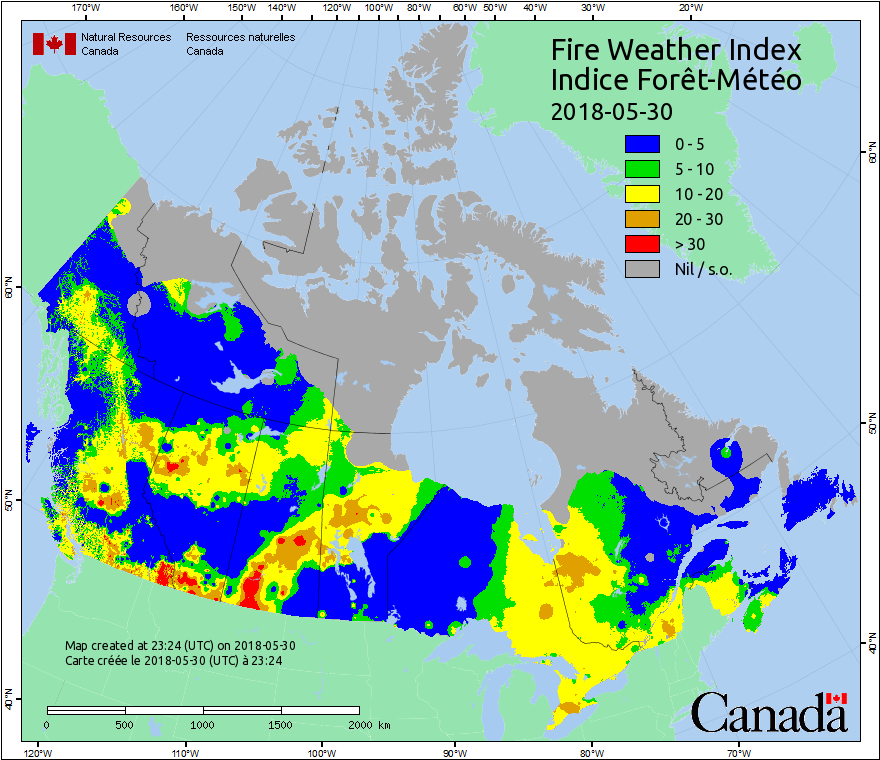 170°W 160°W 150°W 140°W 120°W 100°W 80°W 60°W 50°W 40°W 30°W 20°W
Natural Resources Canada
Ressources naturelles Canada
Fire Weather Index
Indice Forêt-Météo
2018-05-30
0 - 5
5 - 10
10 - 20
20 - 30
> 30
Nil / s.o.
60°N
50°N
40°N
60°N
50°N
40°N
Map created at 23:24 (UTC) on 2018-05-30
Carte créée le 2018-05-30 (UTC) à 23:24
0 500 1000 1500 2000 km
Canada
120°W 110°W 100°W 90°W 80°W 70°W